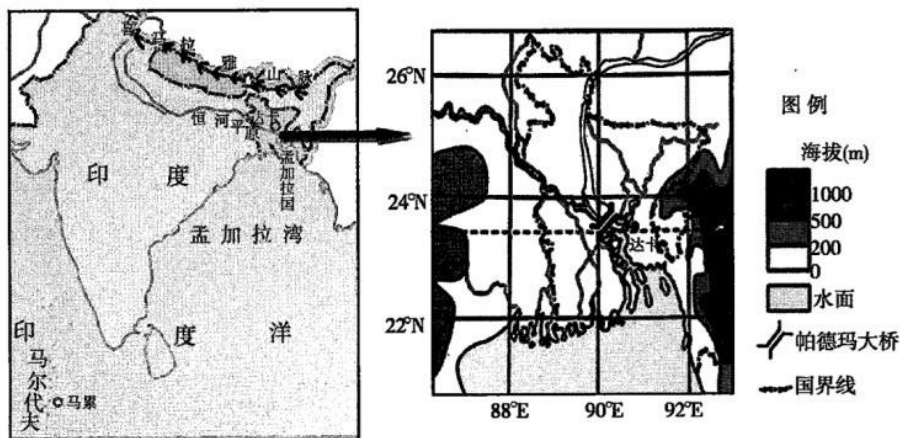 喜马拉雅山脉
恒河平原
达卡
孟加拉国
印度
孟加拉湾
印度洋
马尔代夫
马累
26°N
24°N
22°N
88°E
90°E
92°E
达卡
图例
海拔(m)
1000
500
200
0
水面
帕德玛大桥
国界线